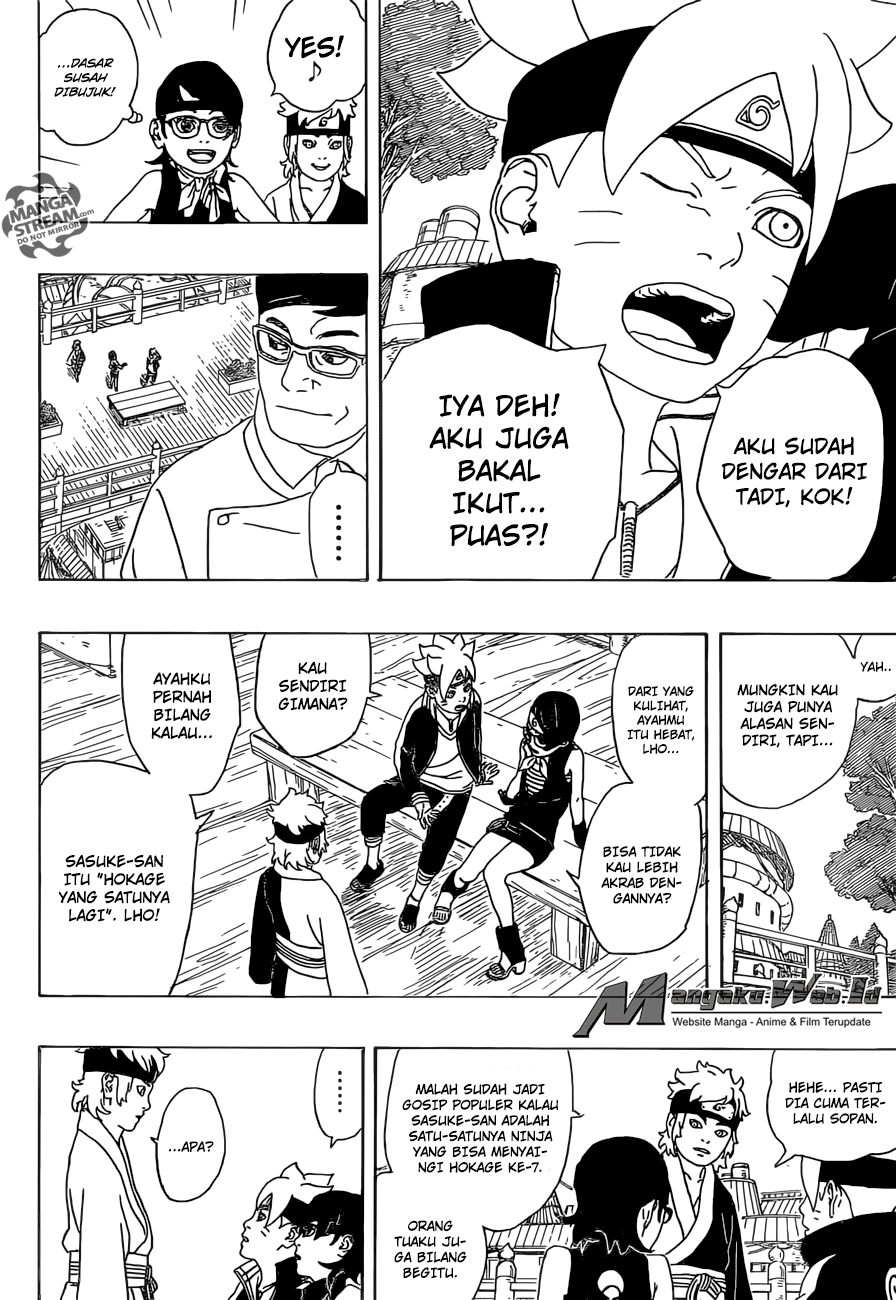 AKU SUDAH
DENGAR DARI
TADI, KOK!
IYA DEH!
AKU JUGA
BAKAL
IKUT...
PUAS?!
YES!
♪
...DASAR
SUSAH
DIBUJUK!
MANGA
STREAM.com
DO NOT MIRROR!
......
YAH..
MUNGKIN KAU
JUGA PUNYA
ALASAN SEN-
DIRI, TAPI...
DARI YANG
KULIHAT,
AYAHMU
ITU HEBAT,
LHO...
BISA TIDAK
KAU LEBIH
AKRAB DE-
NGANNYA?
KAU
SENDIRI
GIMANA?
AYAHKU
PERNAH
BILANG
KALAU...
SASUKE-SAN
ITU "HOKAGE
YANG SATUNYA
LAGI". LHO!
Mangaku.Web.Id
Website Manga - Anime & Film Terupdate
HEHE... PASTI
DIA CUMA TER-
LALU SOPAN.
MALAH SUDAH JADI
GOSIP POPULER KALAU
SASUKE-SAN ADALAH
SATU-SATUNYA NINJA
YANG BISA MENYAI-
NGI HOKAGE KE-7.
ORANG
TUAKU JU-
GA BILANG
BEGITU.
......
...APA?